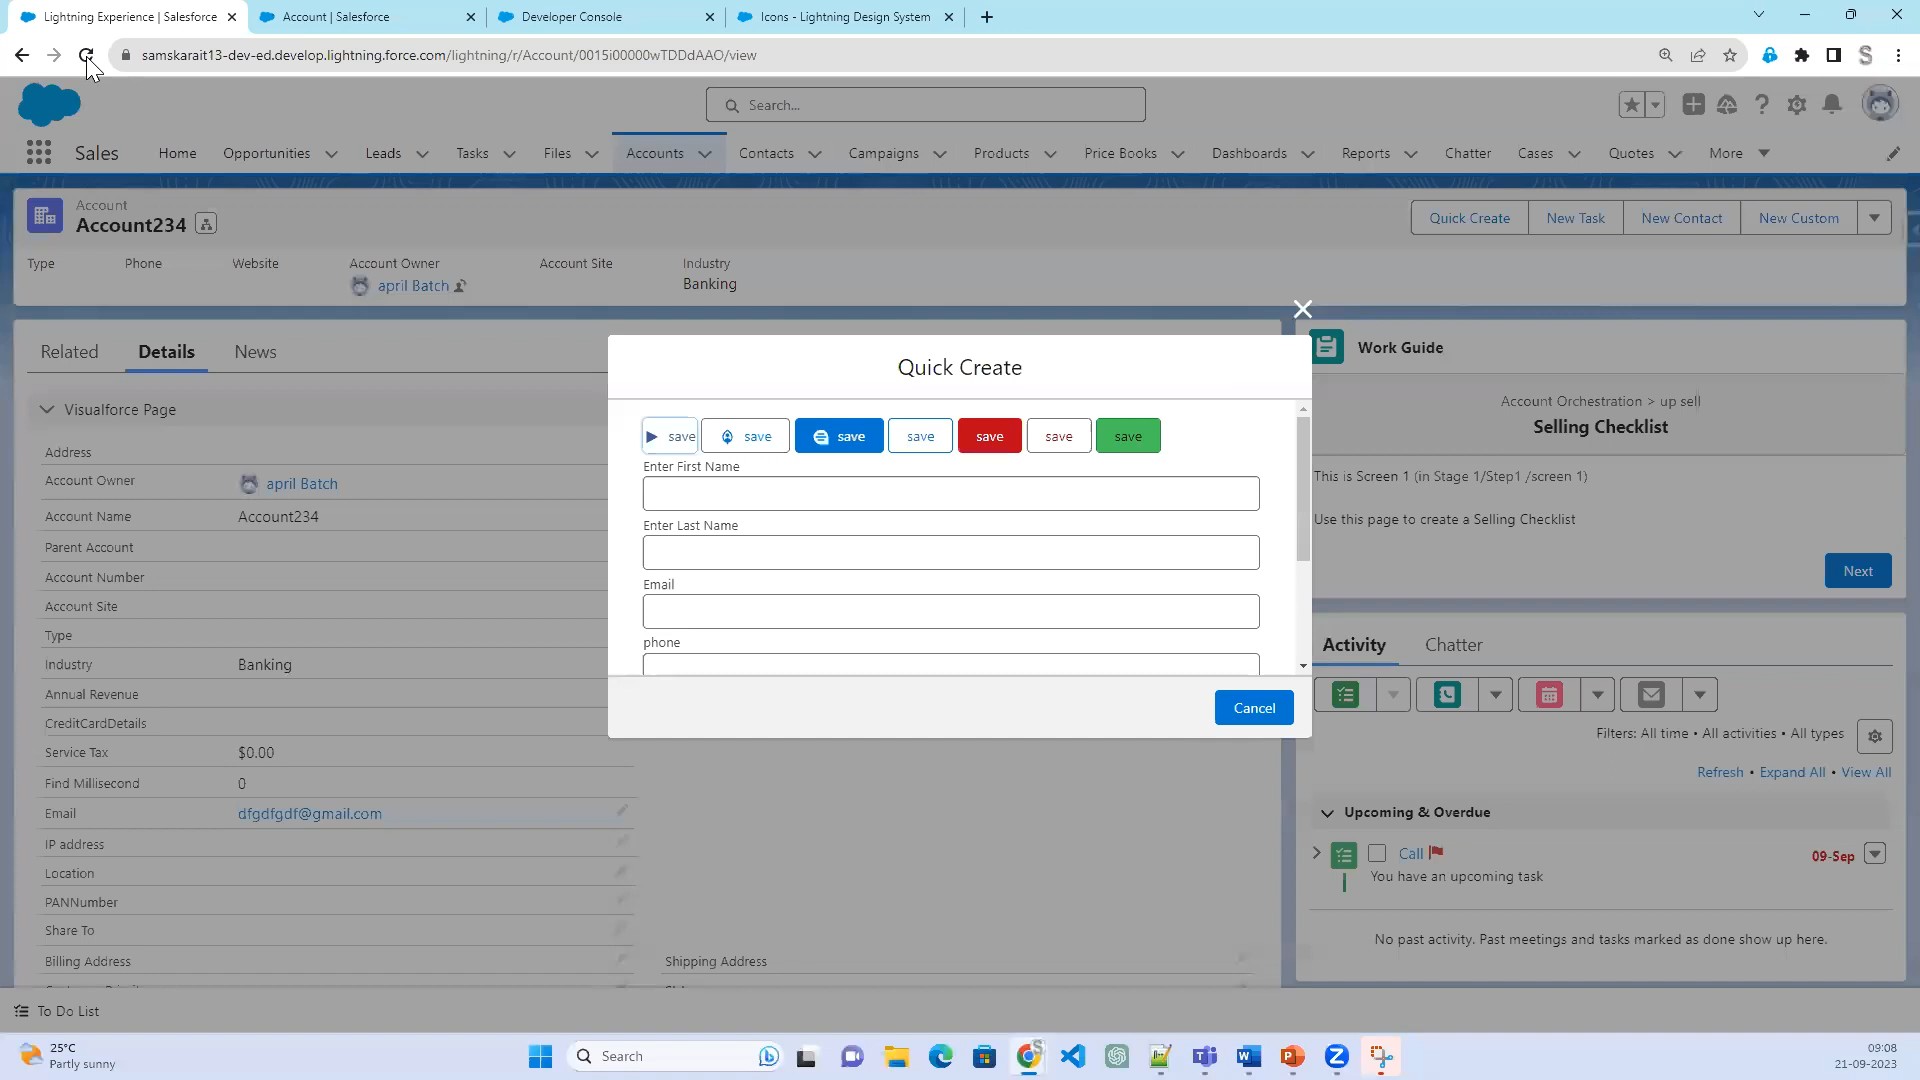 Lightning Experience | Salesforce
Account | Salesforce
Developer Console
Icons - Lightning Design System
samskarait13-dev-ed.develop.lightning.force.com/lightning/r/Account/0015i00000wTDDdAAO/view
Search...
Sales
Home
Opportunities
Leads
Tasks
Files
Accounts
Contacts
Campaigns
Products
Price Books
Dashboards
Reports
Chatter
Cases
Quotes
More
Account
Account234
Quick Create
New Task
New Contact
New Custom
Type
Phone
Website
Account Owner
Account Site
Industry
april Batch
Banking
Related
Details
News
Visualforce Page
Address
Account Owner
april Batch
Account Name
Account234
Parent Account
Account Number
Account Site
Type
Industry
Banking
Annual Revenue
CreditCardDetails
Service Tax
$0.00
Find Millisecond
0
Email
dfgdfgdf@gmail.com
IP address
Location
PANNumber
Share To
Billing Address
Shipping Address
Quick Create
save
save
save
save
save
save
save
Enter First Name
Enter Last Name
Email
phone
Cancel
Work Guide
Account Orchestration > up sell
Selling Checklist
This is Screen 1 (in Stage 1/Step1 /screen 1)
Use this page to create a Selling Checklist
Next
Activity
Chatter
Filters: All time • All activities • All types
Refresh • Expand All • View All
Upcoming & Overdue
Call
09-Sep
You have an upcoming task
No past activity. Past meetings and tasks marked as done show up here.
To Do List
25°C
Partly sunny
Search
09:08
21-09-2023